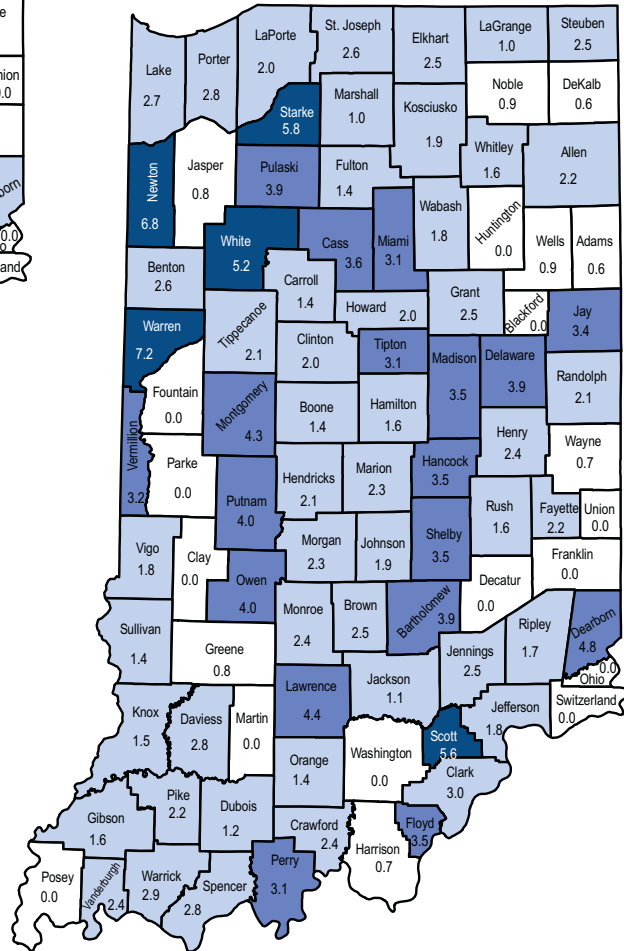 e
nion
0.0
born
0.0
o
and
Lake
2.7
Porter
2.8
LaPorte
2.0
St. Joseph
2.6
Elkhart
2.5
LaGrange
1.0
Steuben
2.5
Noble
0.9
DeKalb
0.6
Starke
5.8
Marshall
1.0
Kosciusko
1.9
Whitley
1.6
Allen
2.2
Newton
6.8
Jasper
0.8
Pulaski
3.9
Fulton
1.4
Wabash
1.8
Huntington
0.0
Wells
0.9
Adams
0.6
White
5.2
Cass
3.6
Miami
3.1
Benton
2.6
Carroll
1.4
Howard 2.0
Grant
2.5
Blackford
0.0
Jay
3.4
Warren
7.2
Tippecanoe
2.1
Clinton
2.0
Tipton
3.1
Madison
3.5
Delaware
3.9
Randolph
2.1
Fountain
0.0
Montgomery
4.3
Boone
1.4
Hamilton
1.6
Henry
2.4
Wayne
0.7
Vermillion
3.2
Parke
0.0
Putnam
4.0
Hendricks
2.1
Marion
2.3
Hancock
3.5
Rush
1.6
Fayette
2.2
Union
0.0
Vigo
1.8
Clay
0.0
Owen
4.0
Morgan
2.3
Johnson
1.9
Shelby
3.5
Decatur
0.0
Franklin
0.0
Sullivan
1.4
Greene
0.8
Monroe
2.4
Brown
2.5
Bartholomew
3.9
Jennings
2.5
Ripley
1.7
Dearborn
4.8
0.0
Ohio
Switzerland
0.0
Knox
1.5
Daviess
2.8
Martin
0.0
Lawrence
4.4
Jackson
1.1
Scott
5.6
Jefferson
1.8
Orange
1.4
Washington
0.0
Clark
3.0
Gibson
1.6
Pike
2.2
Dubois
1.2
Crawford
2.4
Harrison
0.7
Floyd
3.5
Posey
0.0
Vanderburgh
2.4
Warrick
2.9
Spencer
2.8
Perry
3.1